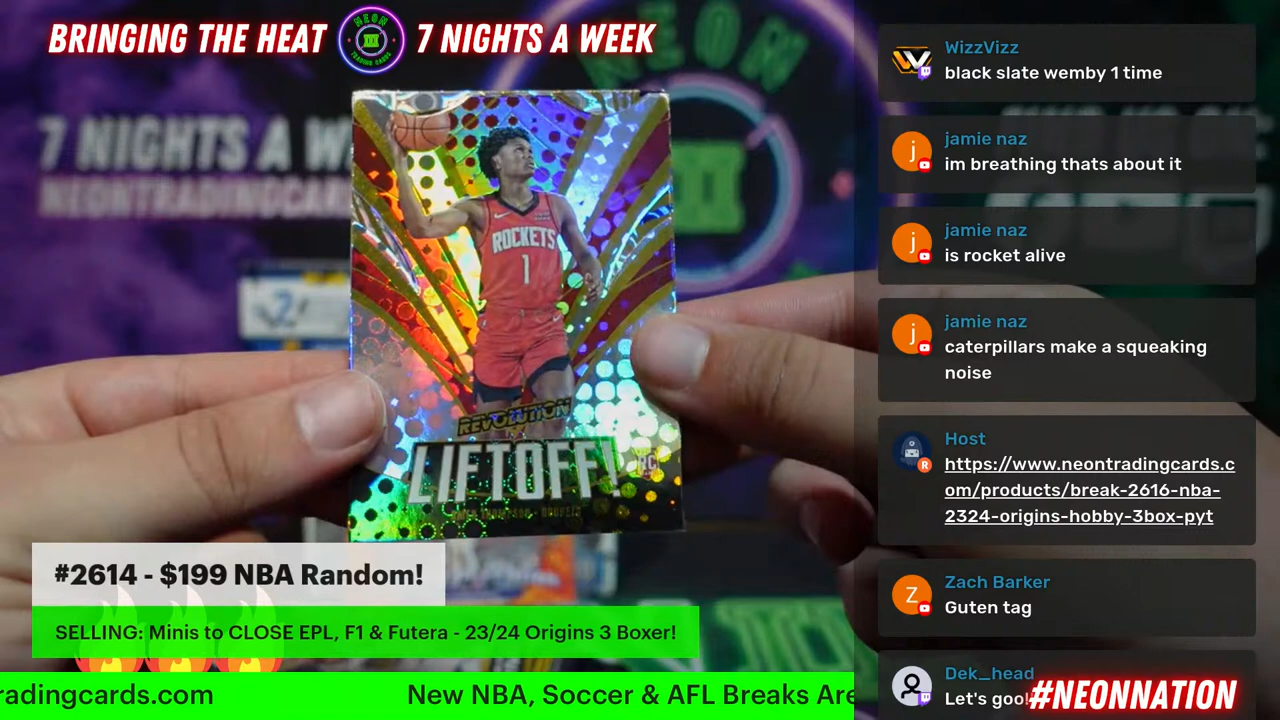 BRINGING THE HEAT
NEON
III
TRADING CARDS
7 NIGHTS A WEEK
NEON
III
7 NIGHTS A W
NEONTRADINGCAR
ROCKETS
1
REVOLUTION
LIFTOFF!
RC
#2614 - $199 NBA Random!
SELLING: Minis to CLOSE EPL, F1 & Futera - 23/24 Origins 3 Boxer!
radingcards.com
New NBA, Soccer & AFL Breaks Are
WizzVizz
black slate wemby 1 time
jamie naz
im breathing thats about it
jamie naz
is rocket alive
jamie naz
caterpillars make a squeaking
noise
Host
https://www.neontradingcards.c
om/products/break-2616-nba-
2324-origins-hobby-3box-pyt
Zach Barker
Guten tag
Dek_head
Let's goo!
#NEONNATION